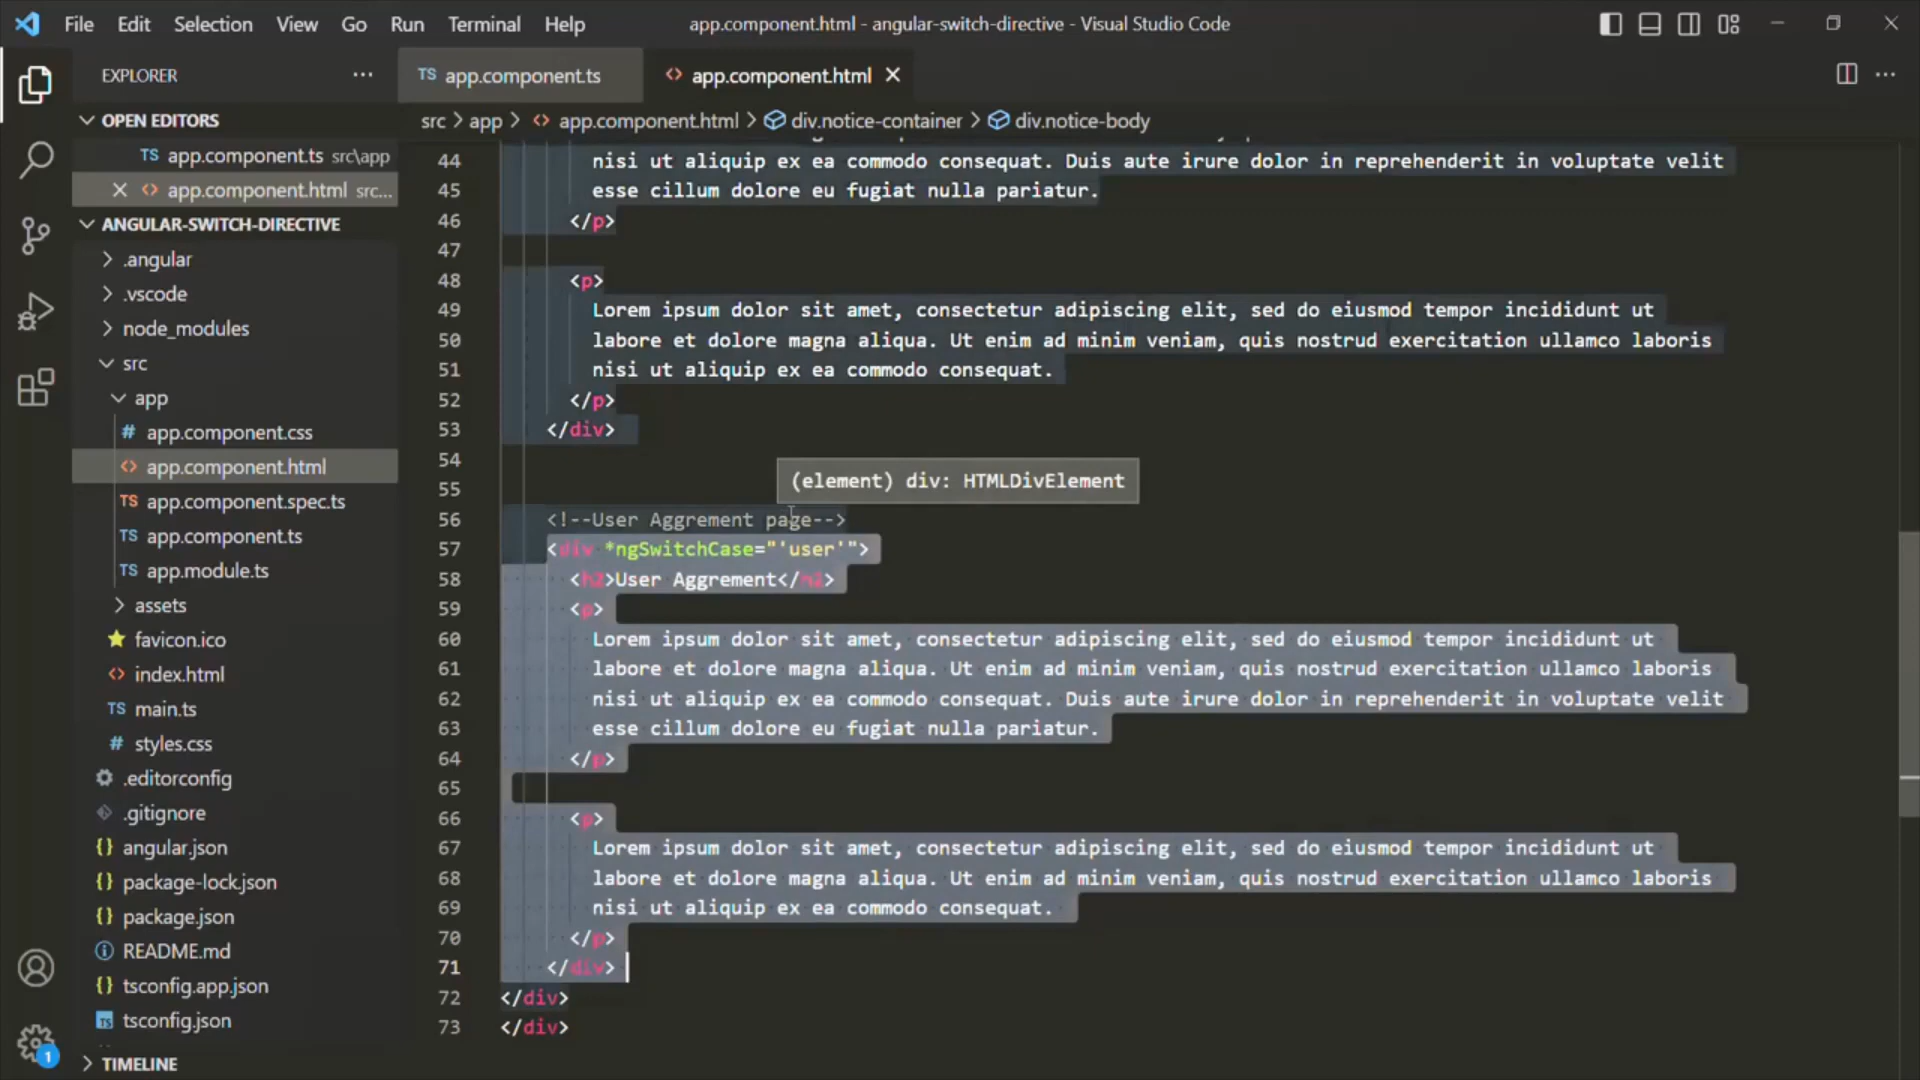 File Edit Selection View Go Run Terminal Help
app.component.html - angular-switch-directive - Visual Studio Code
EXPLORER
OPEN EDITORS
TS app.component.ts src\app
app.component.html src...
ANGULAR-SWITCH-DIRECTIVE
.angular
.vscode
node_modules
src
app
# app.component.css
<> app.component.html
TS app.component.spec.ts
TS app.component.ts
TS app.module.ts
assets
favicon.ico
<> index.html
TS main.ts
# styles.css
.editorconfig
.gitignore
{} angular.json
{} package-lock.json
{} package.json
README.md
{} tsconfig.app.json
TS tsconfig.json
TIMELINE
1
TS app.component.ts
<> app.component.html
src > app > <> app.component.html > div.notice-container > div.notice-body
44 nisi ut aliquip ex ea commodo consequat. Duis aute irure dolor in reprehenderit in voluptate velit
45 esse cillum dolore eu fugiat nulla pariatur.
46 </p>
47
48 <p>
49 Lorem ipsum dolor sit amet, consectetur adipiscing elit, sed do eiusmod tempor incididunt ut
50 labore et dolore magna aliqua. Ut enim ad minim veniam, quis nostrud exercitation ullamco laboris
51 nisi ut aliquip ex ea commodo consequat.
52 </p>
53 </div>
54
(element) div: HTMLDivElement
55
56 <!--User Aggrement page-->
57 <div *ngSwitchCase="'user'">
58 <h2>User Aggrement</h2>
59 <p>
60 Lorem ipsum dolor sit amet, consectetur adipiscing elit, sed do eiusmod tempor incididunt ut
61 labore et dolore magna aliqua. Ut enim ad minim veniam, quis nostrud exercitation ullamco laboris
62 nisi ut aliquip ex ea commodo consequat. Duis aute irure dolor in reprehenderit in voluptate velit
63 esse cillum dolore eu fugiat nulla pariatur.
64 </p>
65
66 <p>
67 Lorem ipsum dolor sit amet, consectetur adipiscing elit, sed do eiusmod tempor incididunt ut
68 labore et dolore magna aliqua. Ut enim ad minim veniam, quis nostrud exercitation ullamco laboris
69 nisi ut aliquip ex ea commodo consequat.
70 </p>
71 </div>
72 </div>
73 </div>